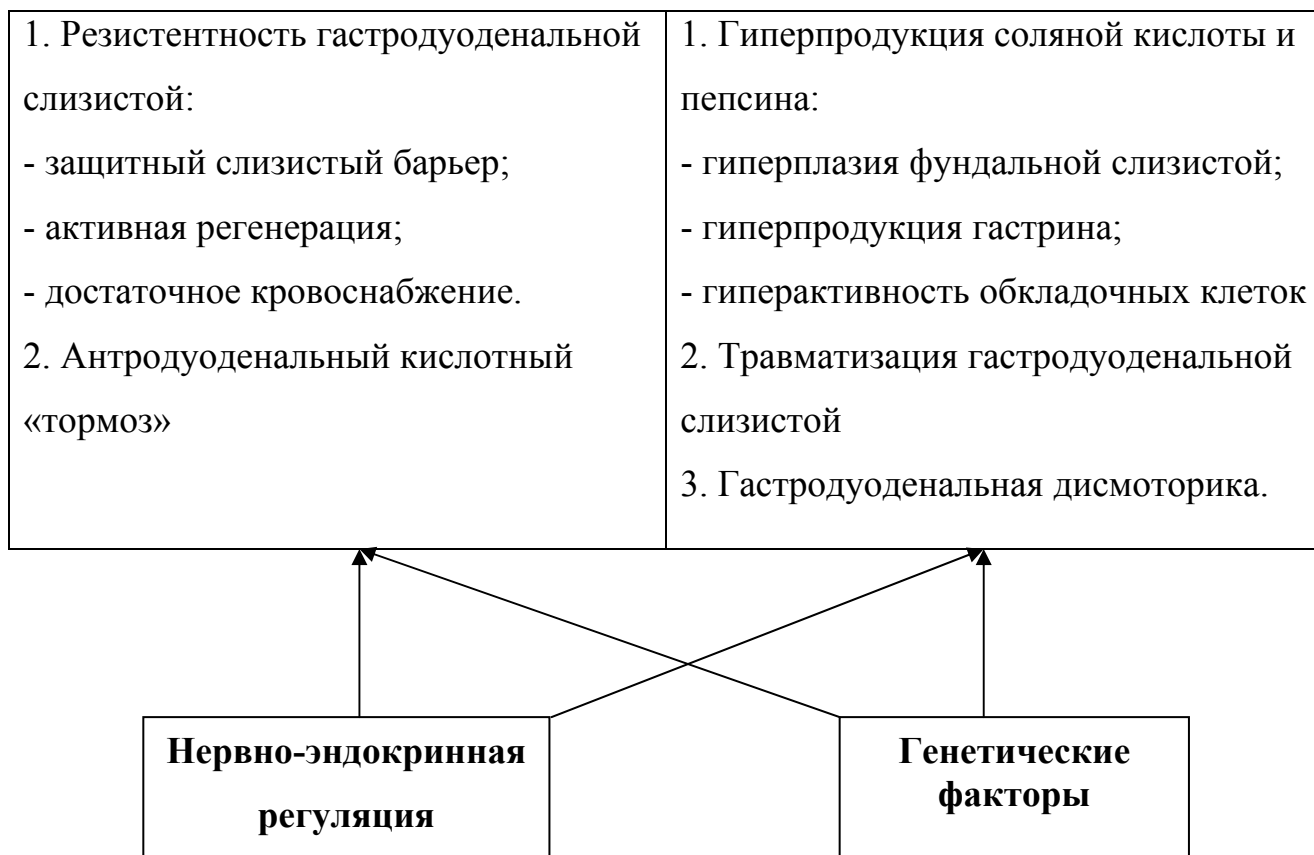 1. Резистентность гастродуоденальной
слизистой:
- защитный слизистый барьер;
- активная регенерация;
- достаточное кровоснабжение.
2. Антродуоденальный кислотный
«тормоз»
1. Гиперпродукция соляной кислоты и
пепсина:
- гиперплазия фундальной слизистой;
- гиперпродукция гастрина;
- гиперактивность обкладочных клеток
2. Травматизация гастродуоденальной
слизистой
3. Гастродуоденальная дисмоторика.
Нервно-эндокринная
регуляция
Генетические
факторы